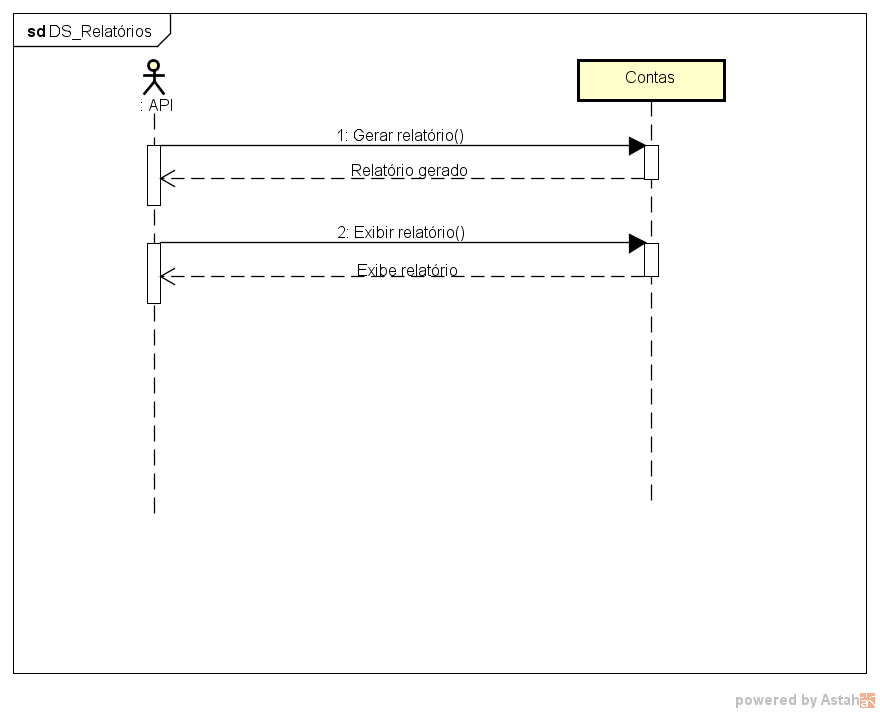 sd DS_Relatórios
: API
Contas
1: Gerar relatório()
Relatório gerado
2: Exibir relatório()
Exibe relatório
powered by Astah